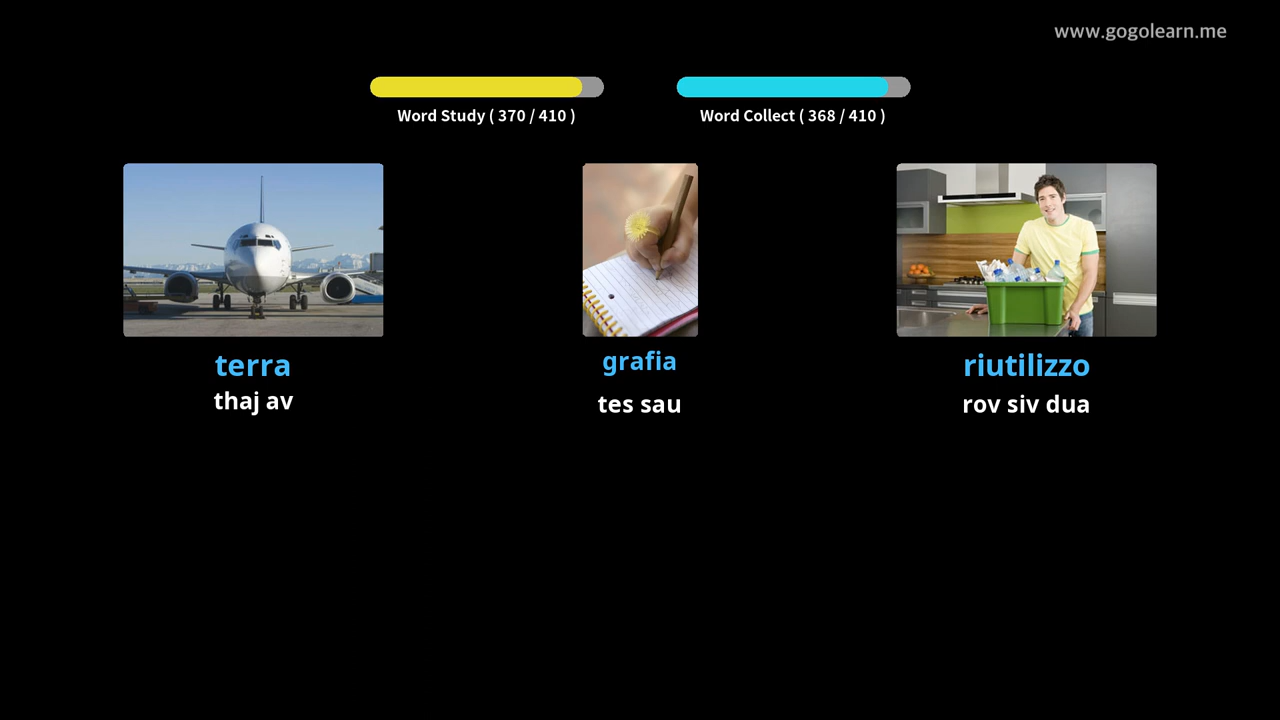 www.gogolearn.me
Word Study ( 370 / 410 )
Word Collect ( 368 / 410 )
terra
thaj av
grafia
tes sau
riutilizzo
rov siv dua